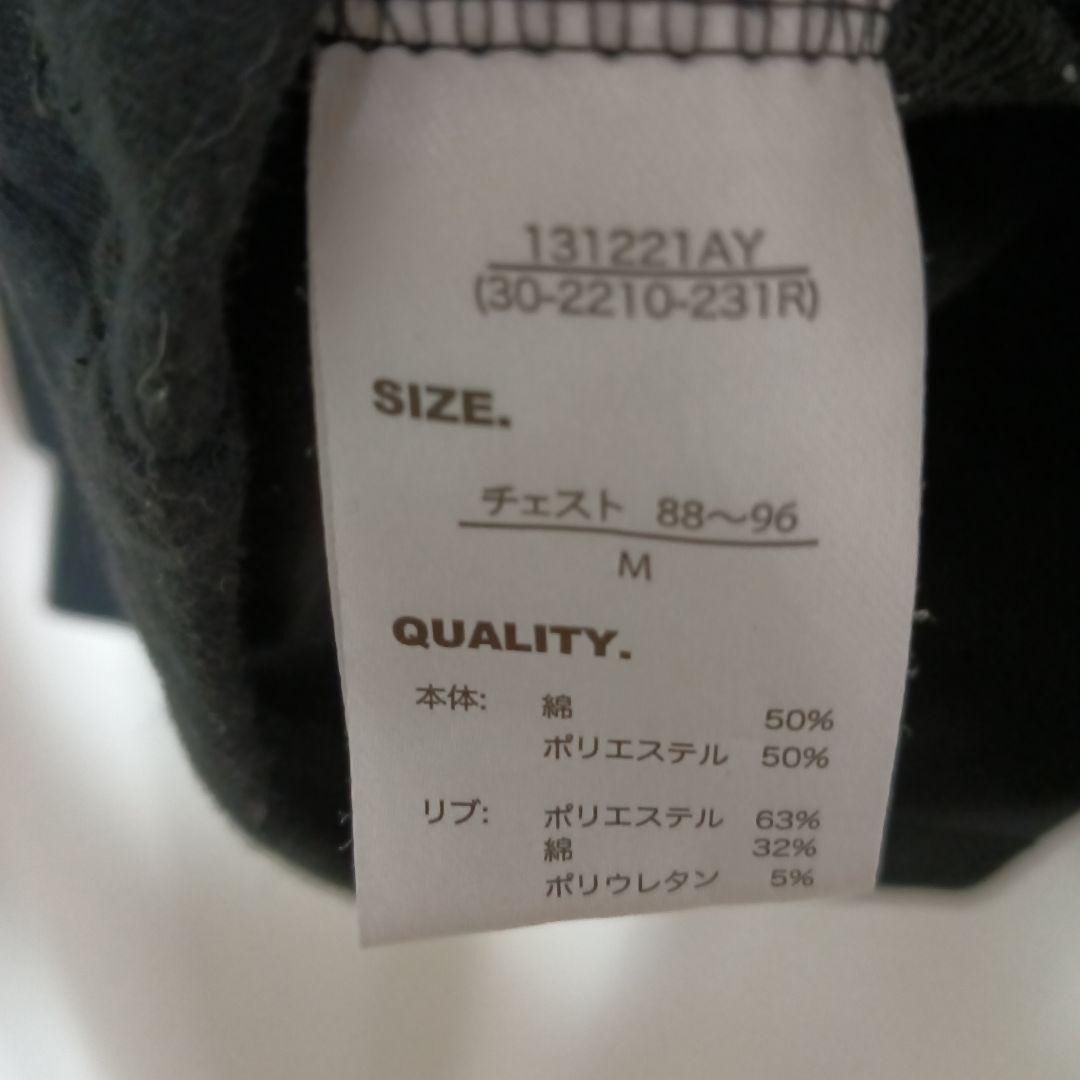 131221AY
(30-2210-231R)
SIZE.
チェスト 88～96
M
QUALITY.
本体: 綿 50%
ポリエステル 50%
リブ: ポリエステル 63%
綿 32%
ポリウレタン 5%